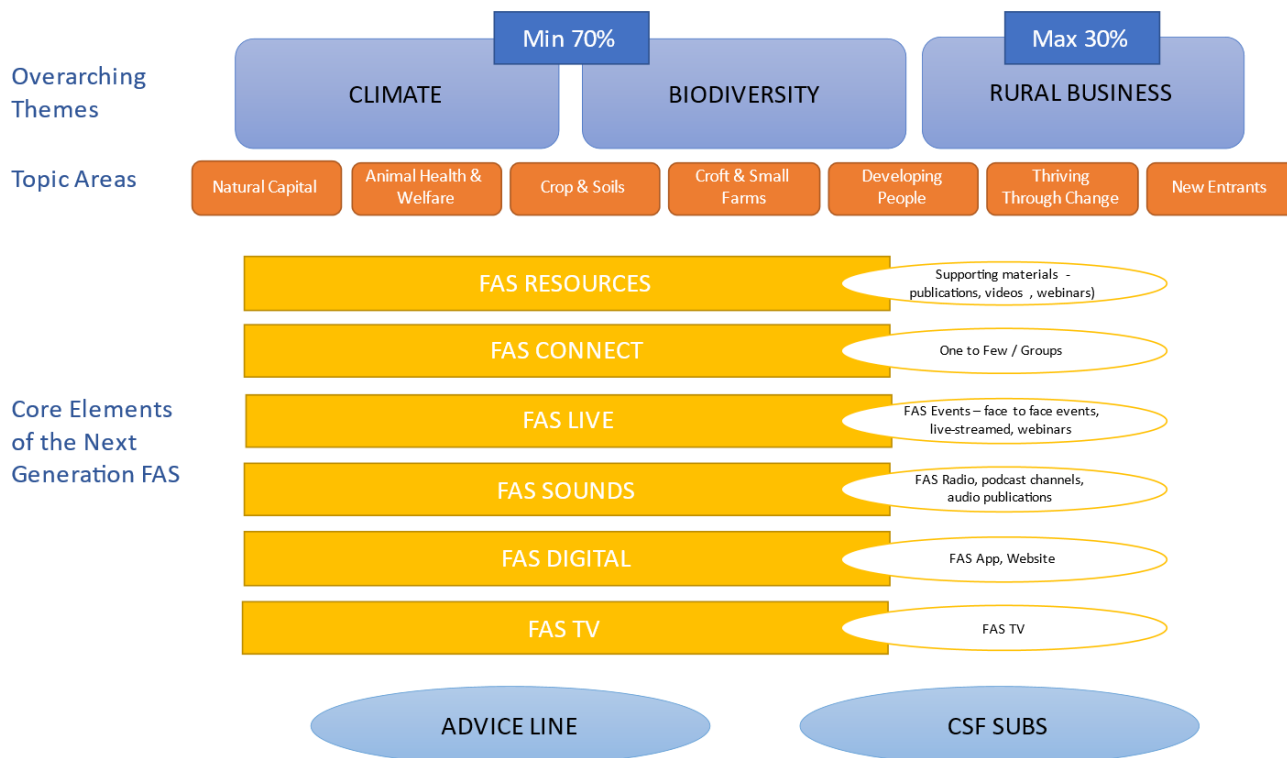 Min 70%
Max 30%
Overarching
Themes
CLIMATE
BIODIVERSITY
RURAL BUSINESS
Topic Areas
Natural Capital
Animal Health &
Welfare
Crop & Soils
Croft & Small
Farms
Developing
People
Thriving
Through Change
New Entrants
Core Elements
of the Next
Generation FAS
FAS RESOURCES
Supporting materials -
publications, videos , webinars)
FAS CONNECT
One to Few / Groups
FAS LIVE
FAS Events – face to face events,
live-streamed, webinars
FAS SOUNDS
FAS Radio, podcast channels,
audio publications
FAS DIGITAL
FAS App, Website
FAS TV
FAS TV
ADVICE LINE
CSF SUBS